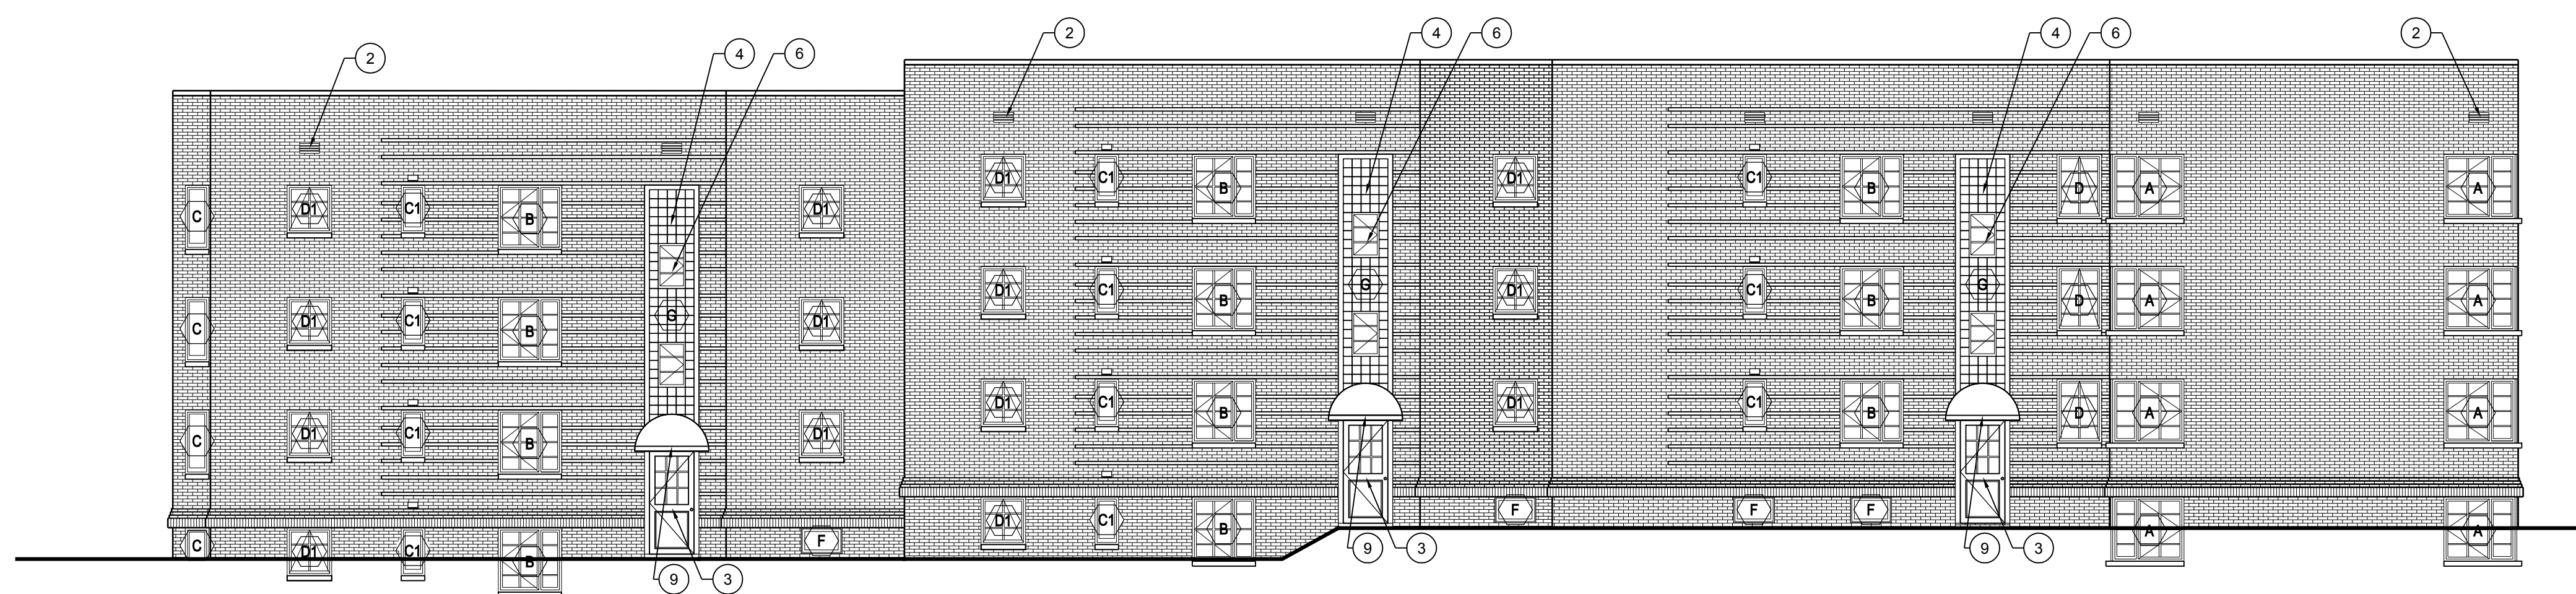 2 4 6 2 4 6 4 6 2
D1 C1 B D1 C1 B D D A A
C D1 C1 B D1
D1 C1 B G D1 C1 B G D A A
C D1 C1 B G D1
D1 C1 B D1 C1 B D A A
C D1 C1 B D1
D1 C1 B F F F A A
C D1 C1 B F
9 3 9 3
9 3